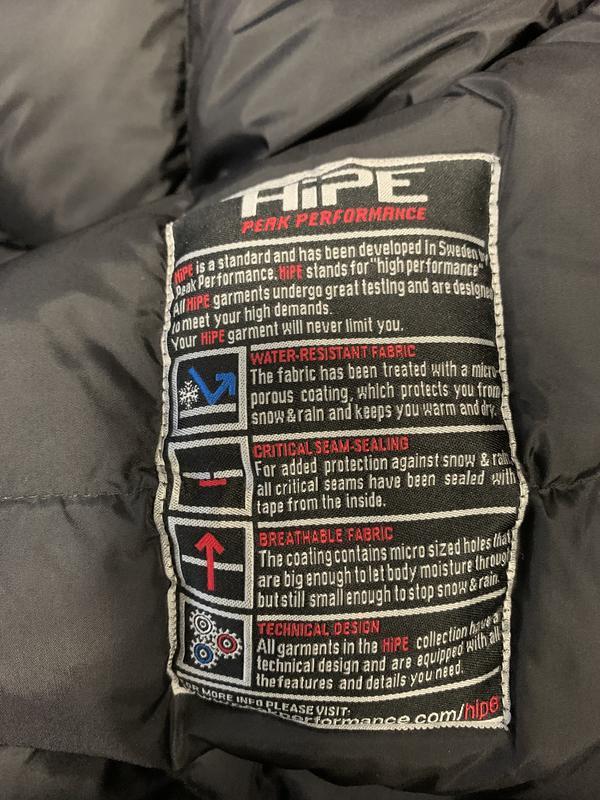 HiPE
PEAK PERFORMANCE
HiPE is a standard and has been developed In Sweden by
Peak Performance. HiPE stands for "high performance"
All HiPE garments undergo great testing and are designed
to meet your high demands.
Your HiPE garment will never limit you.
WATER-RESISTANT FABRIC
The fabric has been treated with a micro-
porous coating, which protects you from
snow & rain and keeps you warm and dry.
CRITICAL SEAM-SEALING
For added protection against snow & rain,
all critical seams have been sealed with
tape from the inside.
BREATHABLE FABRIC
The coating contains micro sized holes that
are big enough to let body moisture through
but still small enough to stop snow & rain.
TECHNICAL DESIGN
All garments in the HiPE collection have a
technical design and are equipped with all
the features and details you need.
FOR MORE INFO PLEASE VISIT:
www.peakperformance.com/hipe